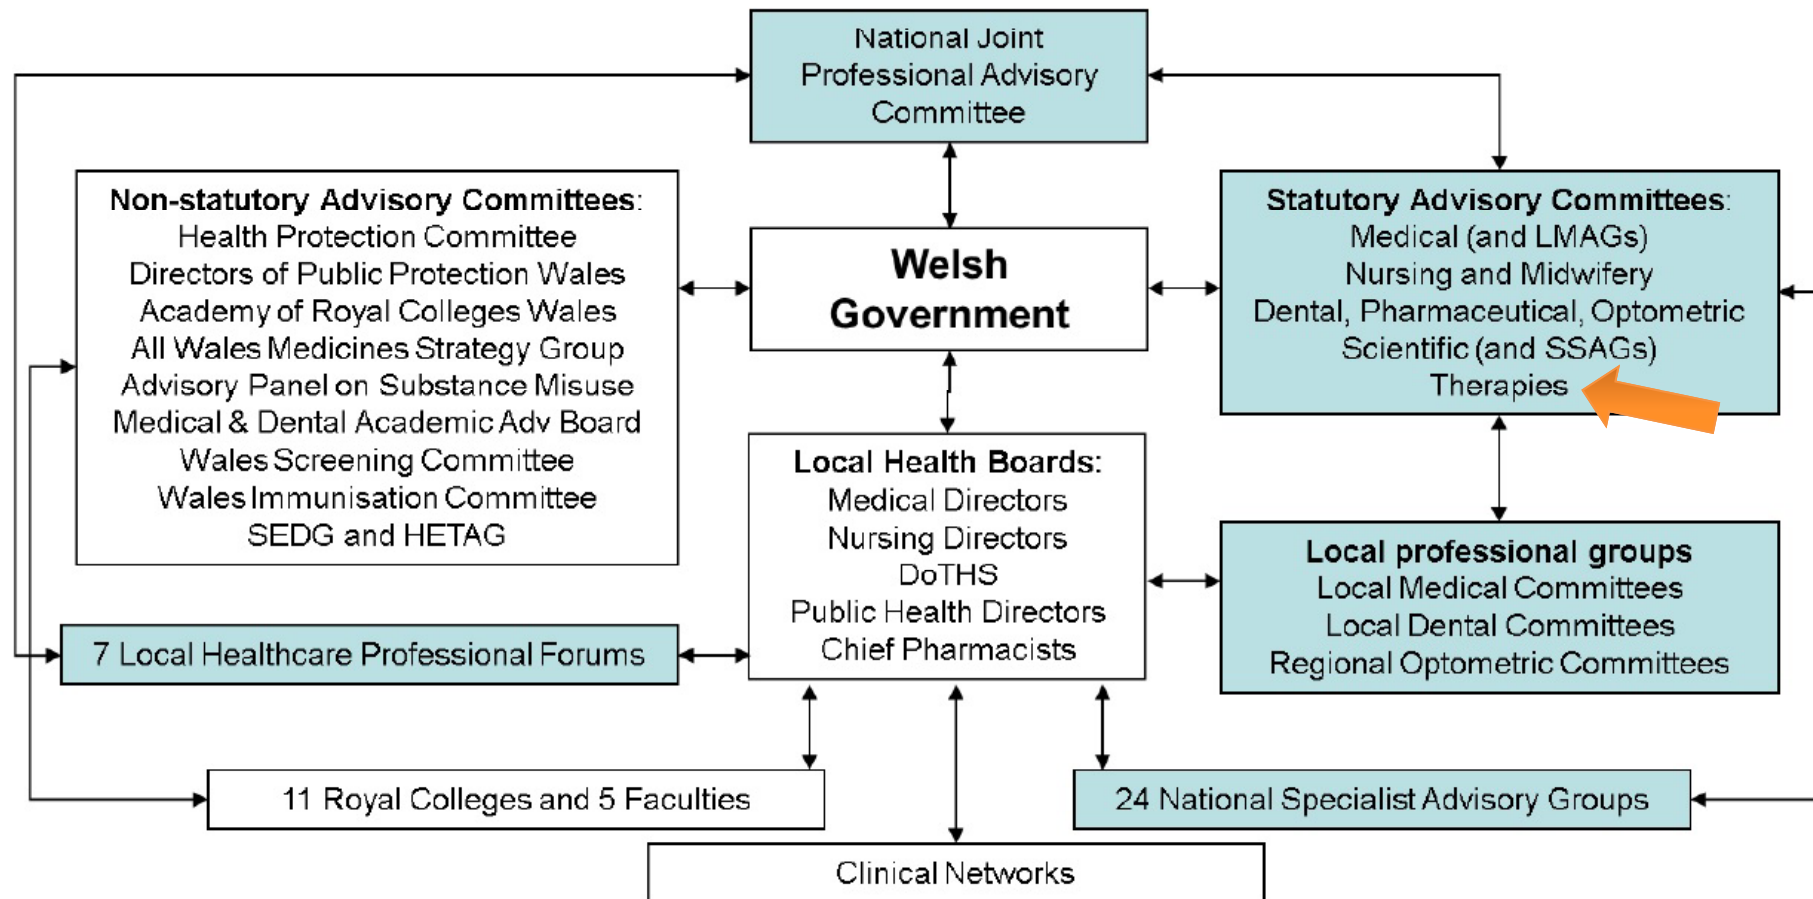 National Joint
Professional Advisory
Committee
Non-statutory Advisory Committees:
Health Protection Committee
Directors of Public Protection Wales
Academy of Royal Colleges Wales
All Wales Medicines Strategy Group
Advisory Panel on Substance Misuse
Medical & Dental Academic Adv Board
Wales Screening Committee
Wales Immunisation Committee
SEDG and HETAG
Welsh
Government
Statutory Advisory Committees:
Medical (and LMAGs)
Nursing and Midwifery
Dental, Pharmaceutical, Optometric
Scientific (and SSAGs)
Therapies
Local Health Boards:
Medical Directors
Nursing Directors
DoTHS
Public Health Directors
Chief Pharmacists
Local professional groups
Local Medical Committees
Local Dental Committees
Regional Optometric Committees
7 Local Healthcare Professional Forums
11 Royal Colleges and 5 Faculties
24 National Specialist Advisory Groups
Clinical Networks